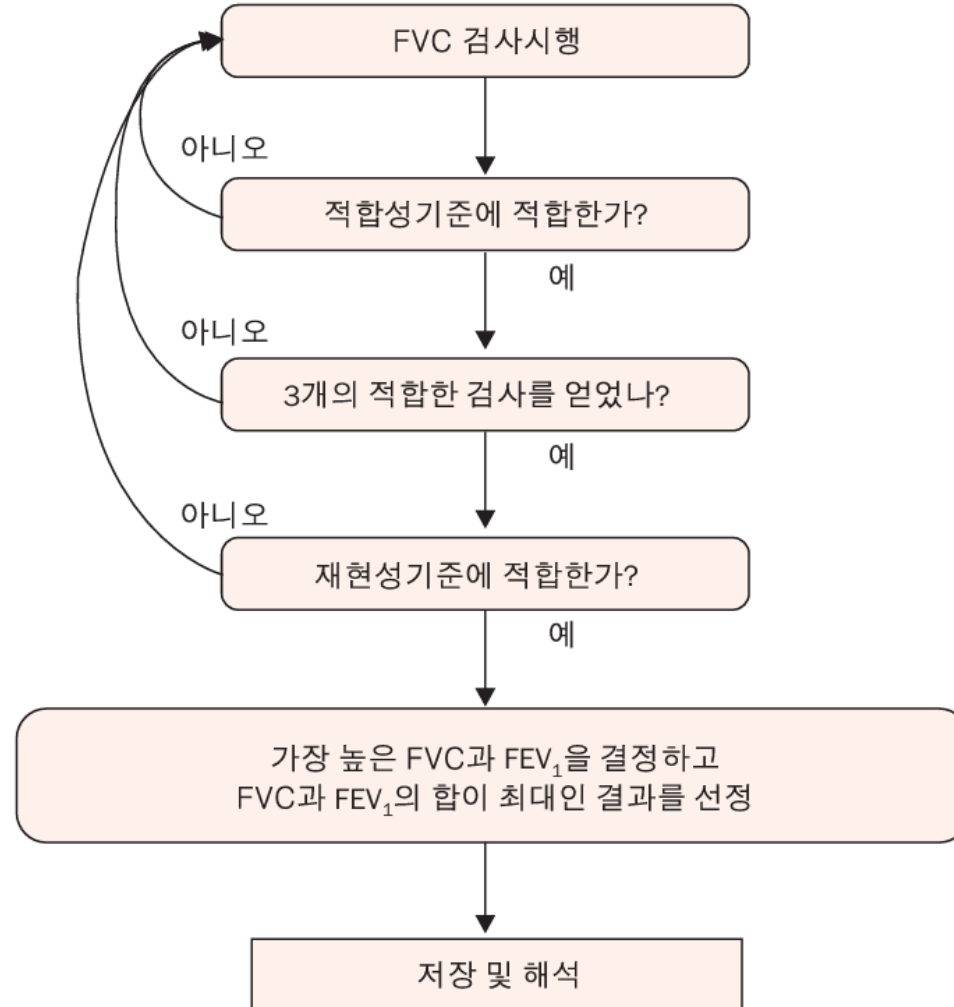 FVC 검사시행
아니오
적합성기준에 적합한가?
예
아니오
3개의 적합한 검사를 얻었나?
예
아니오
재현성기준에 적합한가?
예
가장 높은 FVC과 FEV₁을 결정하고
FVC과 FEV₁의 합이 최대인 결과를 선정
저장 및 해석